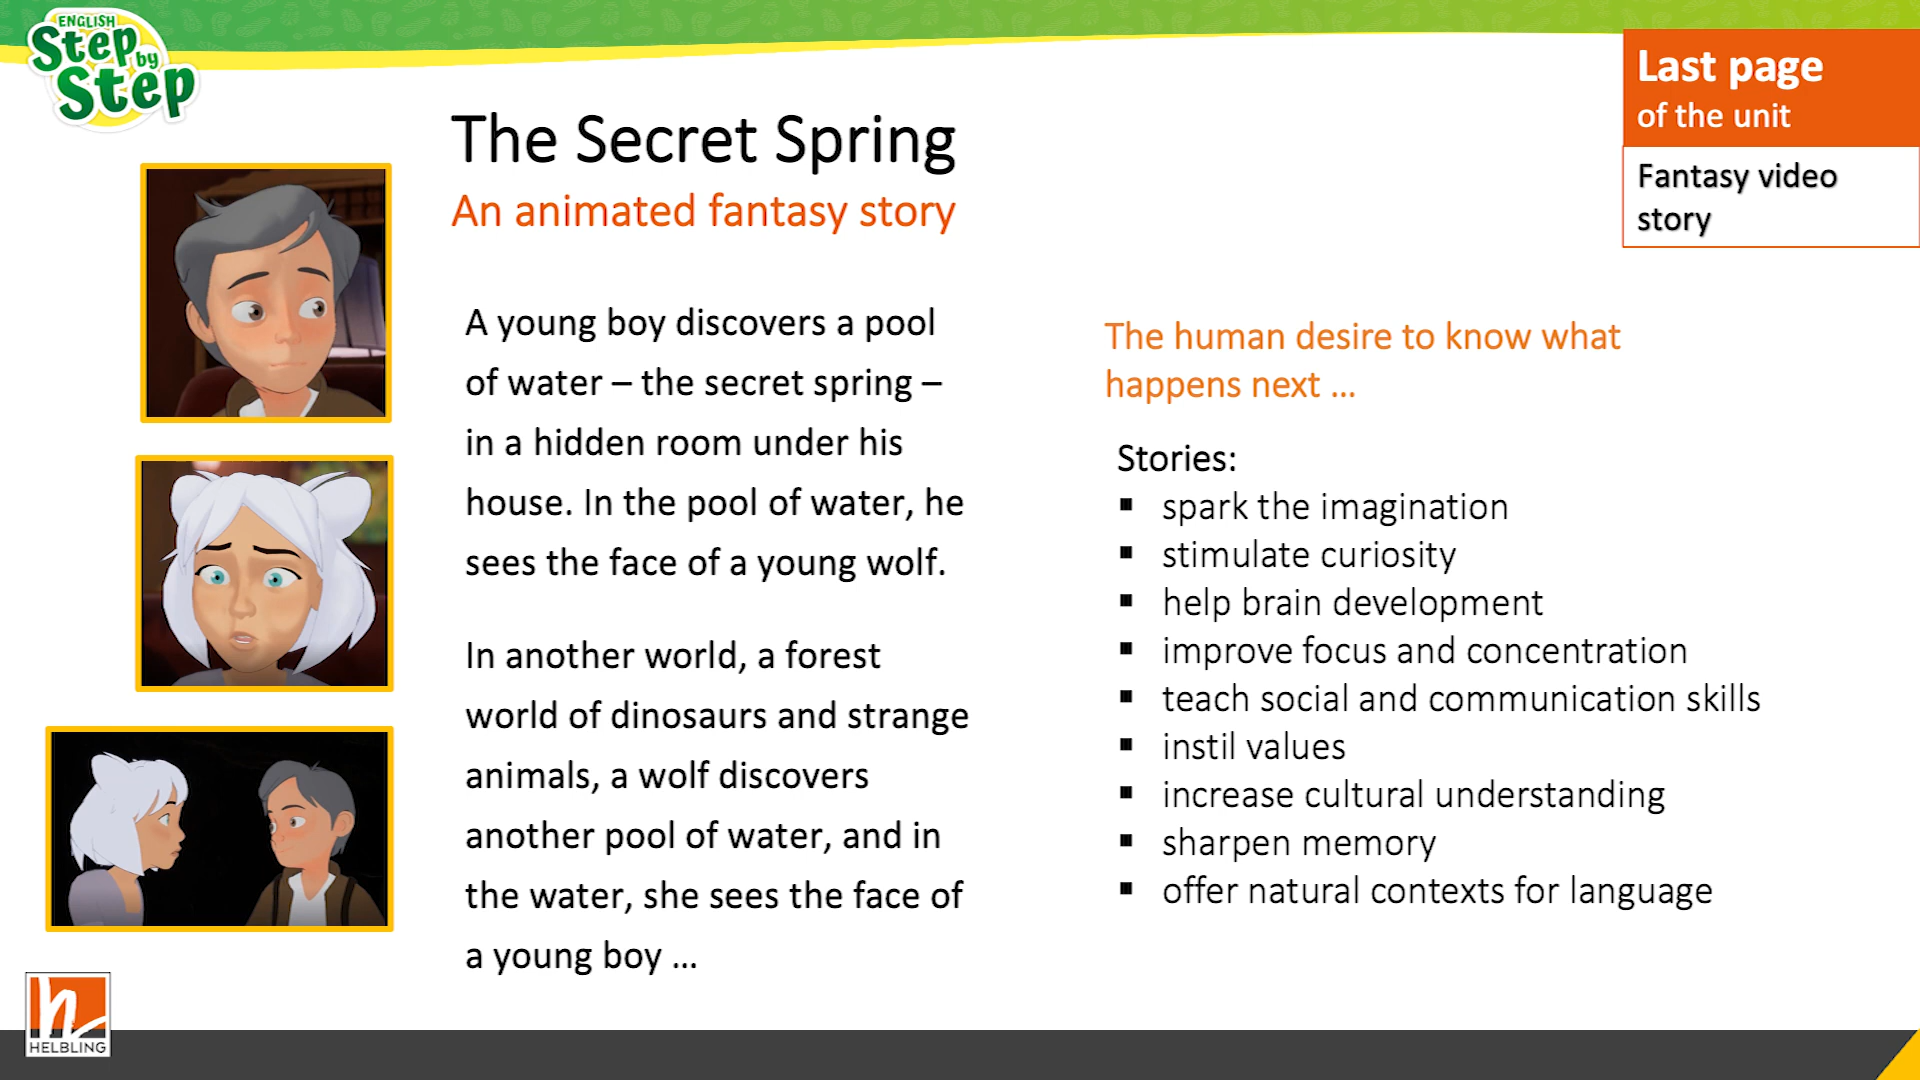 ENGLISH
Step
by
Step
Last page
of the unit
Fantasy video
story
The Secret Spring
An animated fantasy story
A young boy discovers a pool
of water – the secret spring –
in a hidden room under his
house. In the pool of water, he
sees the face of a young wolf.
In another world, a forest
world of dinosaurs and strange
animals, a wolf discovers
another pool of water, and in
the water, she sees the face of
a young boy ...
The human desire to know what
happens next ...
Stories:
▪ spark the imagination
▪ stimulate curiosity
▪ help brain development
▪ improve focus and concentration
▪ teach social and communication skills
▪ instil values
▪ increase cultural understanding
▪ sharpen memory
▪ offer natural contexts for language
h
HELBLING